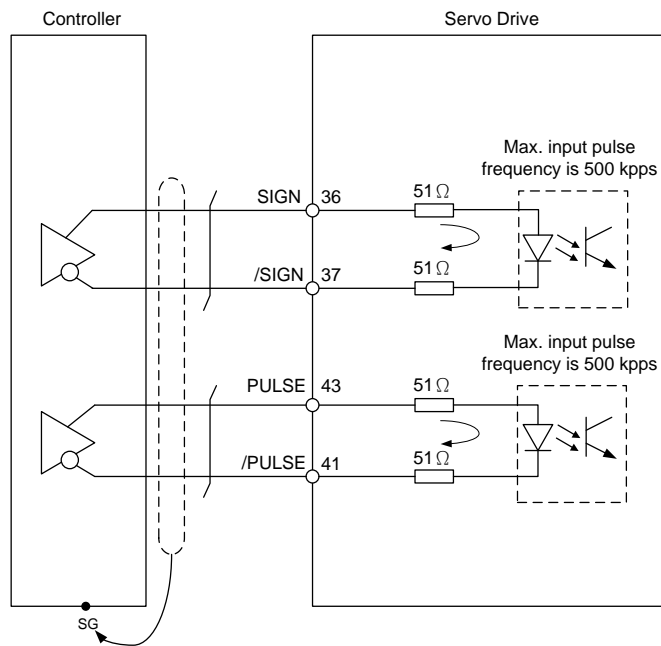 Controller
Servo Drive
Max. input pulse
frequency is 500 kpps
SIGN 36
51Ω
/SIGN 37
51Ω
Max. input pulse
frequency is 500 kpps
PULSE 43
51Ω
/PULSE 41
51Ω
SG